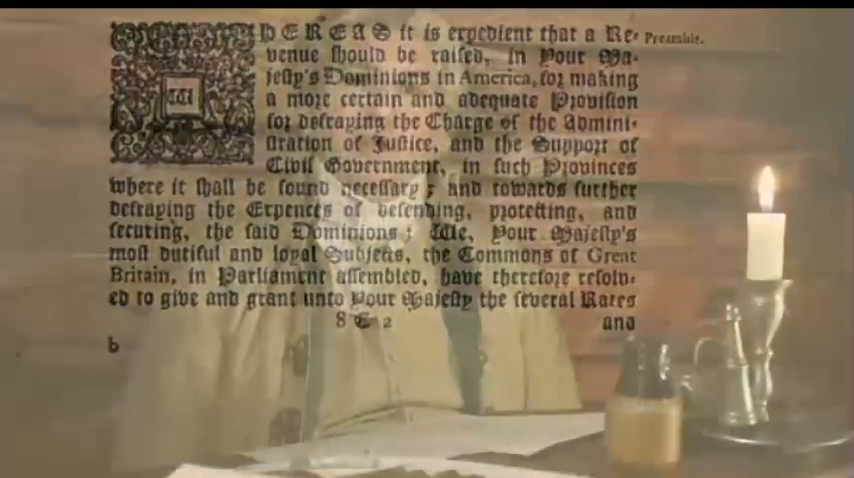 WHEREAS it is expedient that a Re- Preamble.
venue should be raised, in Your Ma-
jesty's Dominions in America, for making
a more certain and adequate Provision
for defraying the Charge of the Admini-
stration of Justice, and the Support of
Civil Government, in such Provinces
where it shall be found necessary; and towards further
defraying the Expences of defending, protecting, and
securing, the said Dominions; We, Your Majesty's
most dutiful and loyal Subjects, the Commons of Great
Britain, in Parliament assembled, have therefore resolv-
ed to give and grant unto Your Majesty the several Rates
8 E 2 and
b